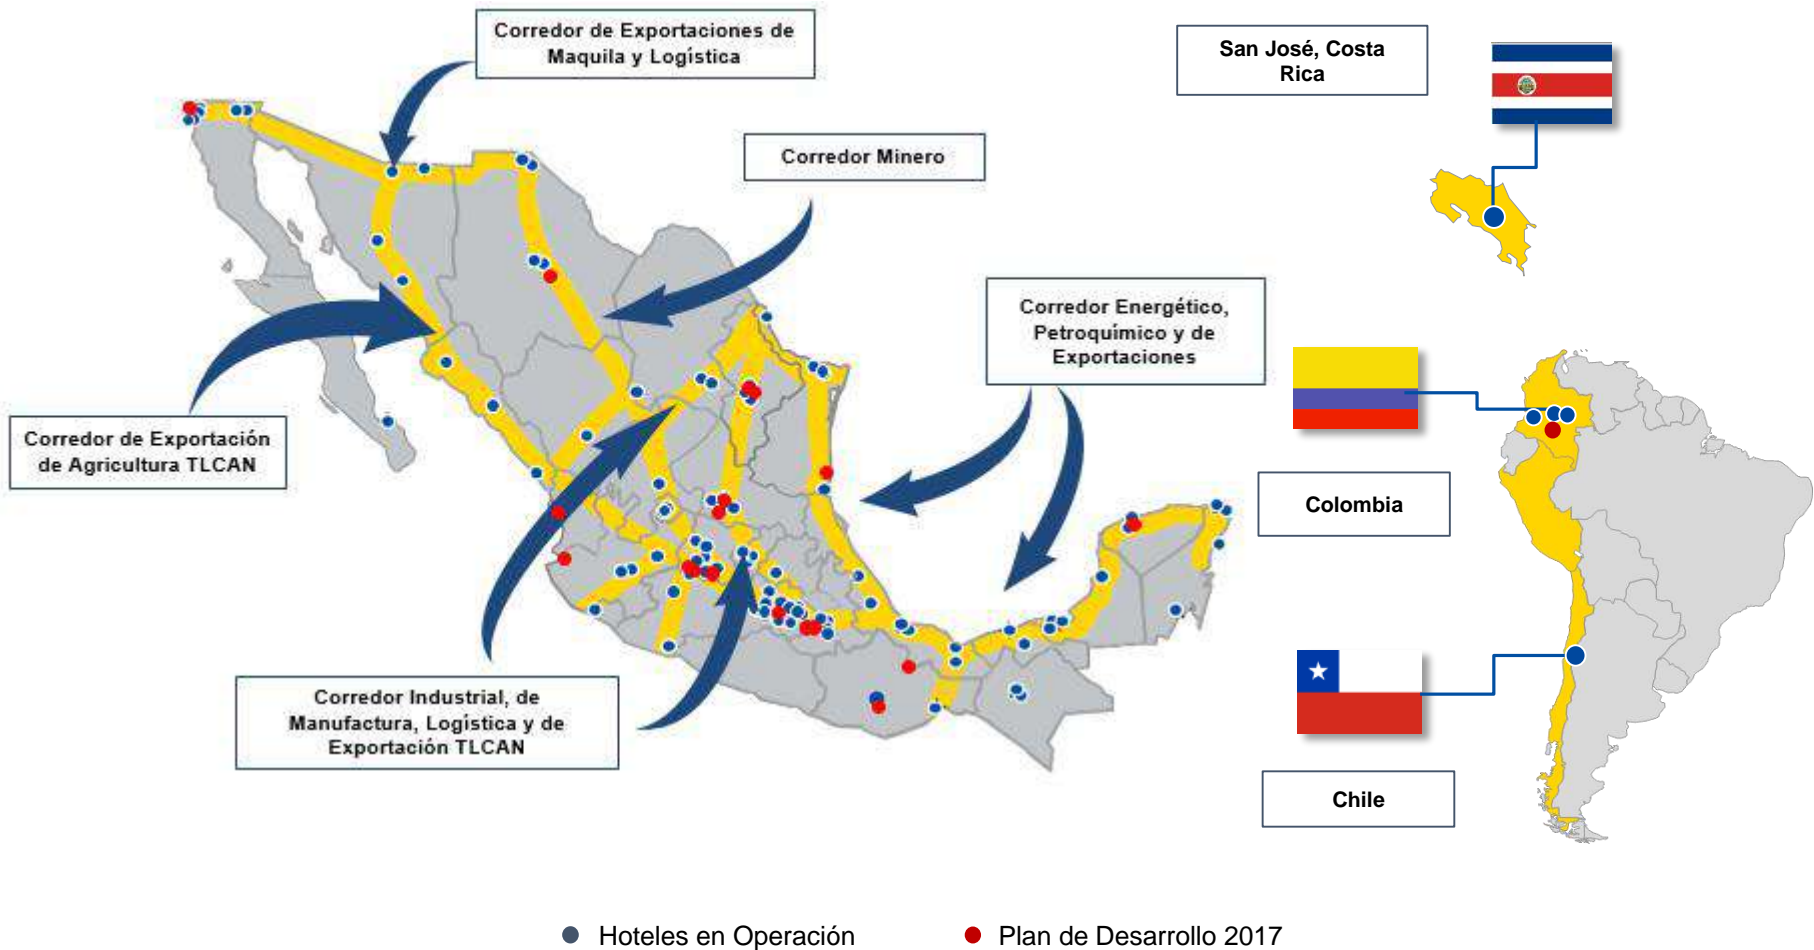 Corredor de Exportaciones de
Maquila y Logística
San José, Costa
Rica
Corredor Minero
Corredor Energético,
Petroquímico y de
Exportaciones
Corredor de Exportación
de Agricultura TLCAN
Colombia
Corredor Industrial, de
Manufactura, Logística y de
Exportación TLCAN
Chile
Hoteles en Operación
Plan de Desarrollo 2017